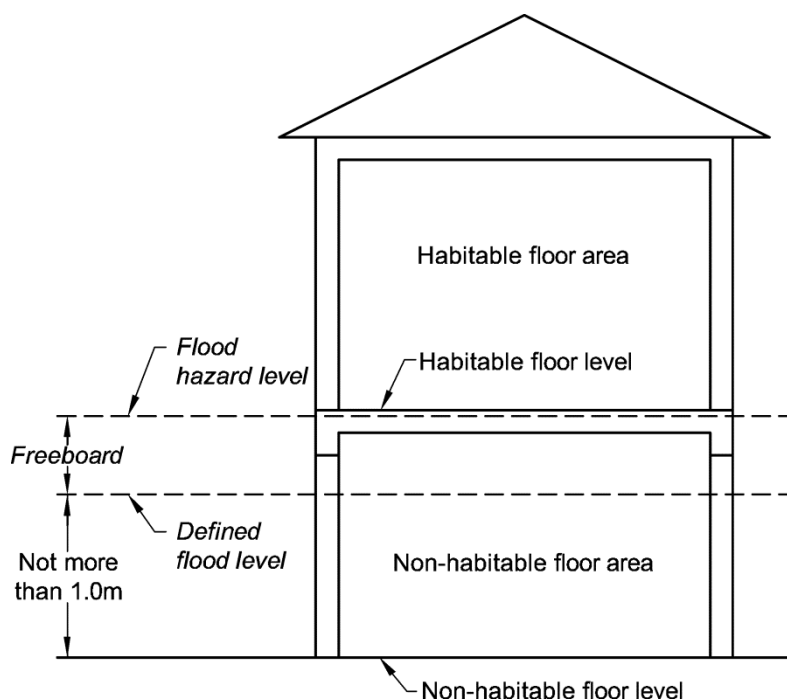 Habitable floor area
Flood
hazard level
Habitable floor level
Freeboard
Defined
flood level
Not more
than 1.0m
Non-habitable floor area
Non-habitable floor level